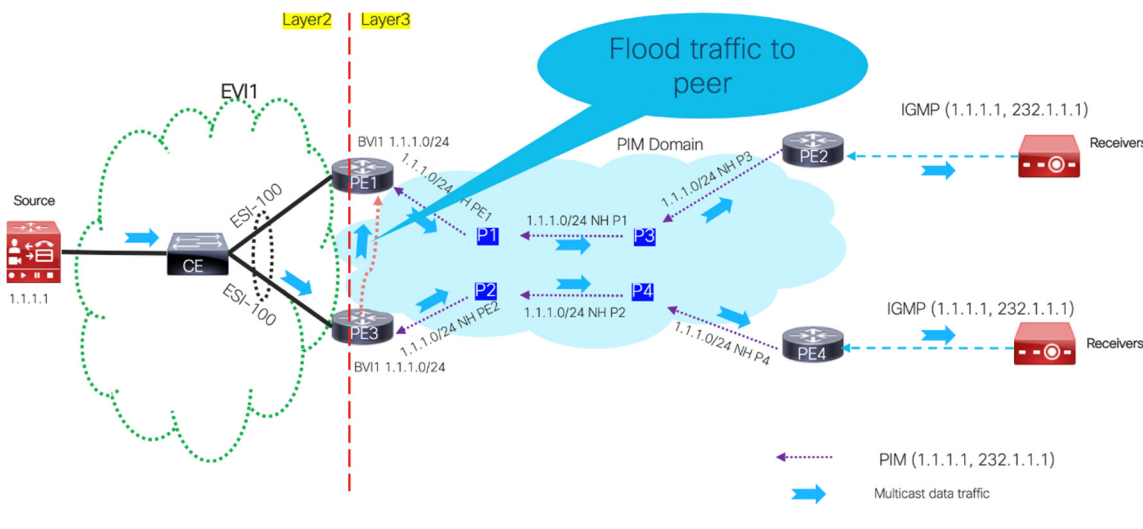 Layer2
Layer3
Flood traffic to
peer
EVI1
IGMP (1.1.1.1, 232.1.1.1)
BVI1 1.1.1.0/24
PIM Domain
PE2
Receivers
1.1.1.0/24 NH P3
1.1.1.0/24 NH PE1
PE1
ESI-100
Source
1.1.1.0/24 NH P1
P1
P3
CE
1.1.1.1
ESI-100
P2
P4
1.1.1.0/24 NH P2
IGMP (1.1.1.1, 232.1.1.1)
PE3
1.1.1.0/24 NH PE2
1.1.1.0/24 NH P4
PE4
Receivers
BVI1 1.1.1.0/24
PIM (1.1.1.1, 232.1.1.1)
Multicast data traffic